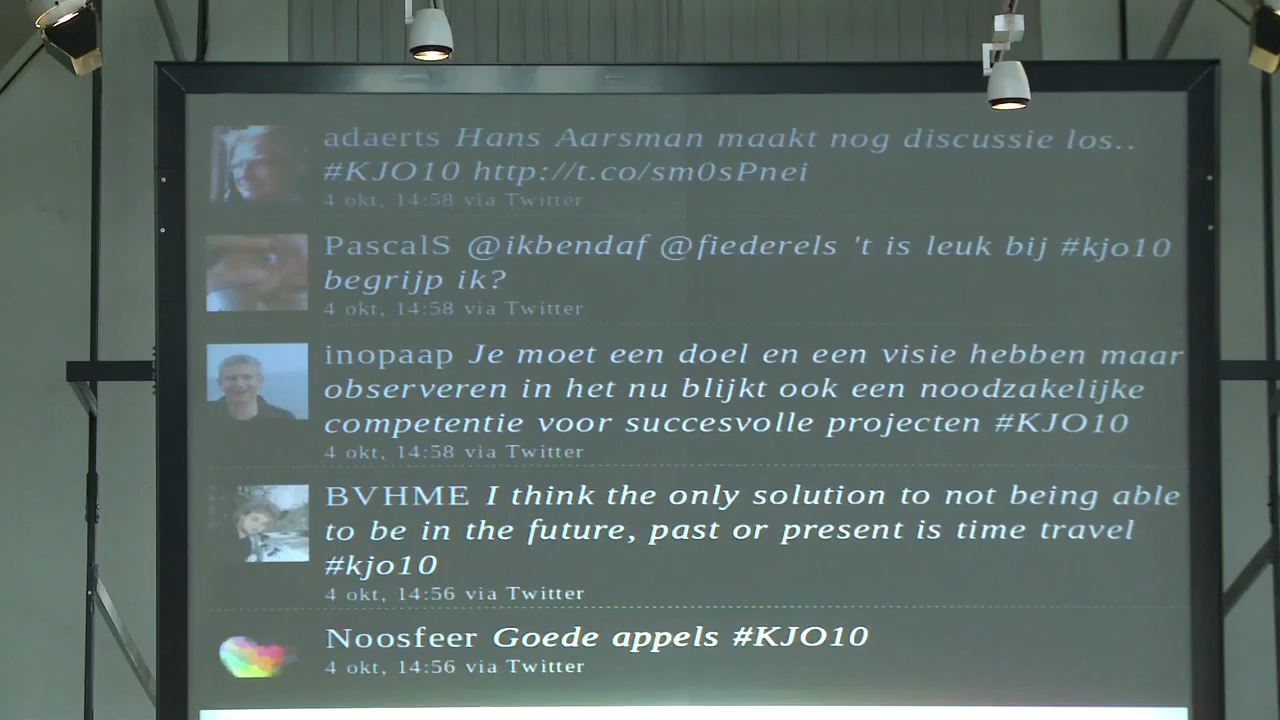 adaerts Hans Aarsman maakt nog discussie los..
#KJO10 http://t.co/sm0sPnei
4 okt, 14:58 via Twitter
PascalS @ikbendaf @fiederels 't is leuk bij #kjo10
begrijp ik?
4 okt, 14:58 via Twitter
inopaap Je moet een doel en een visie hebben maar
observeren in het nu blijkt ook een noodzakelijke
competentie voor succesvolle projecten #KJO10
4 okt, 14:58 via Twitter
BVHME I think the only solution to not being able
to be in the future, past or present is time travel
#kjo10
4 okt, 14:56 via Twitter
Noosfeer Goede appels #KJO10
4 okt, 14:56 via Twitter